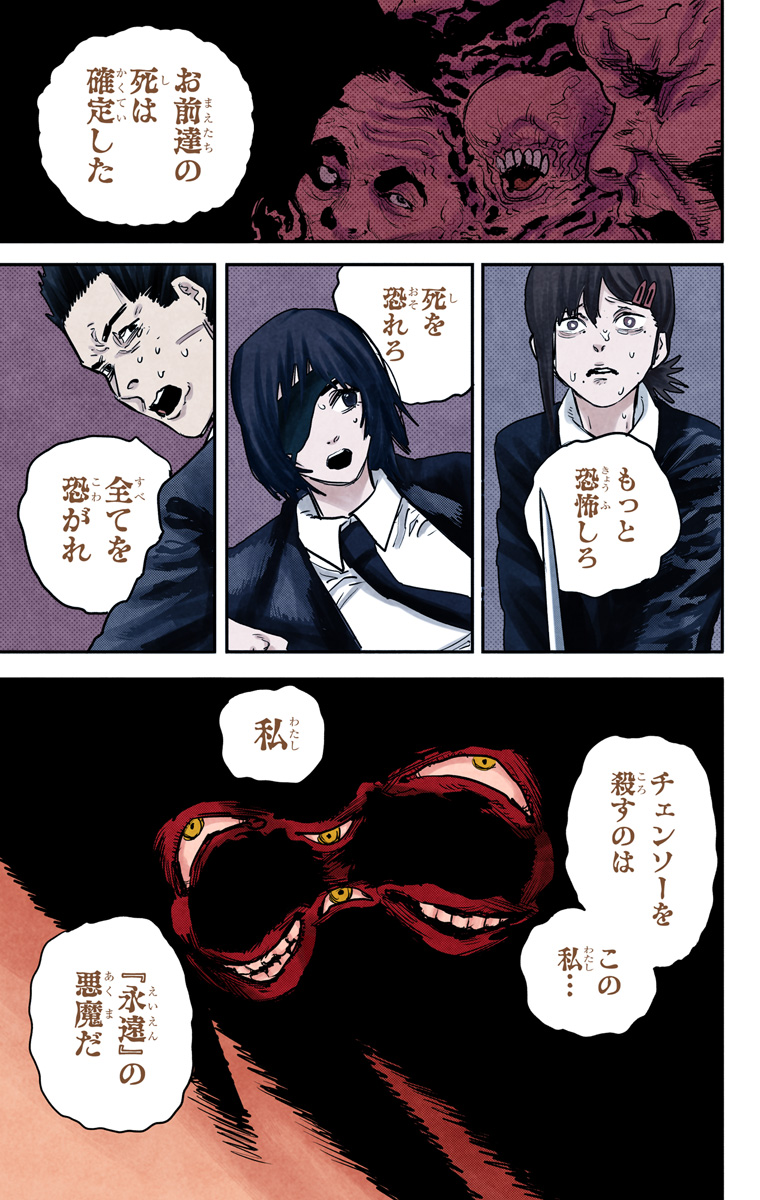 お前達の
死は
確定した
もっと
恐怖しろ
死を
恐れろ
全てを
恐がれ
チェンソーを
殺すのは
この
私…
私
『永遠』の
悪魔だ